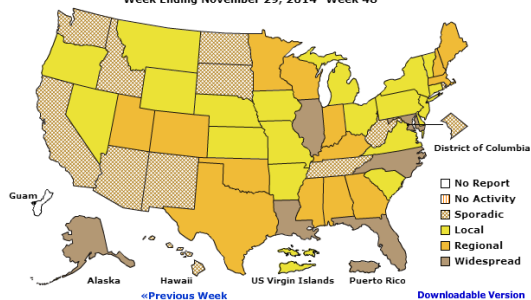 Week Ending November 29, 2014- Week 48
District of Columbia
No Report
No Activity
Sporadic
Local
Regional
Widespread
Guam
Alaska
Hawaii
US Virgin Islands
Puerto Rico
«Previous Week
Downloadable Version